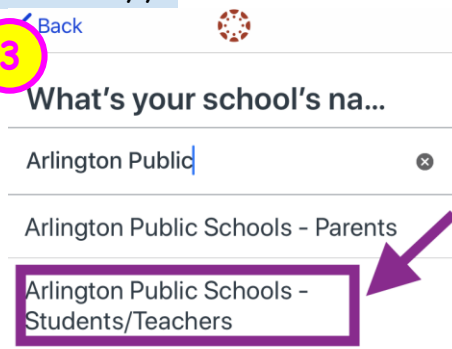 Back
3
What's your school's na...
Arlington Public
Arlington Public Schools - Parents
Arlington Public Schools -
Students/Teachers